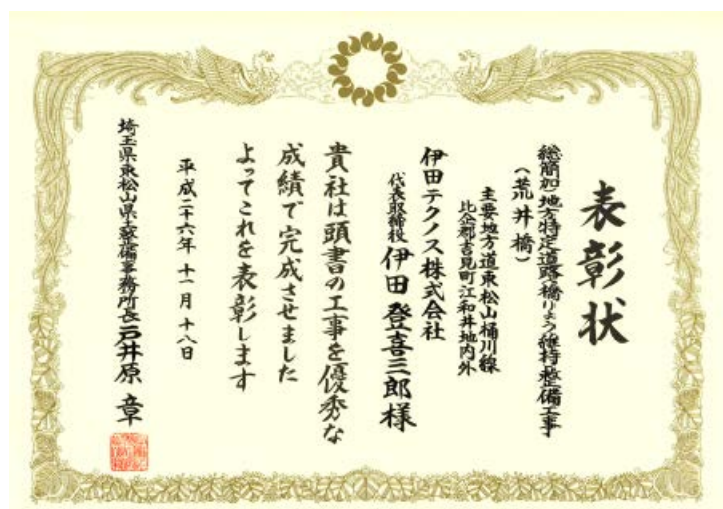 表彰状
総簡加)地方特定道路(橋りょう維持)整備工事
(荒井橋)
主要地方道東松山桶川線
比企郡吉見町江和井地内外
伊田テクノス株式会社
代表取締役 伊田登喜三郎様
貴社は頭書の工事を優秀な
成績で完成させました
よってこれを表彰します
平成二十六年十一月十八日
埼玉県東松山県土整備事務所長 石井原章